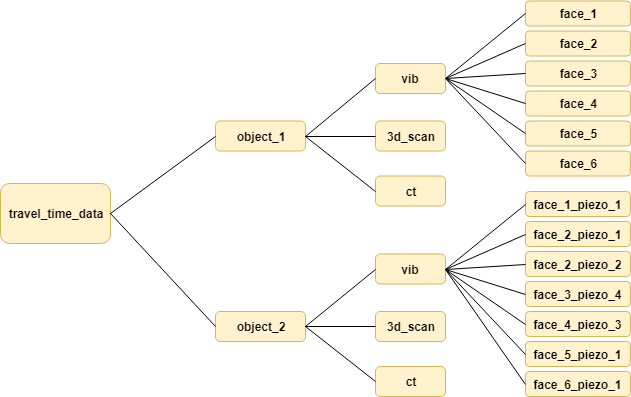 travel_time_data
object_1
vib
face_1
face_2
face_3
face_4
face_5
face_6
3d_scan
ct
object_2
vib
face_1_piezo_1
face_2_piezo_1
face_2_piezo_2
face_3_piezo_4
face_4_piezo_3
face_5_piezo_1
face_6_piezo_1
3d_scan
ct